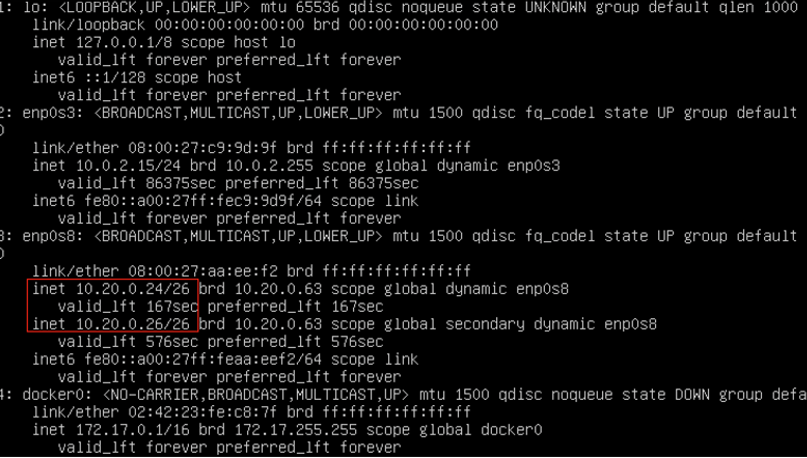 1: lo: <LOOPBACK,UP,LOWER_UP> mtu 65536 qdisc noqueue state UNKNOWN group default qlen 1000
link/loopback 00:00:00:00:00:00 brd 00:00:00:00:00:00
inet 127.0.0.1/8 scope host lo
valid_lft forever preferred_lft forever
inet6 ::1/128 scope host
valid_lft forever preferred_lft forever
2: enp0s3: <BROADCAST,MULTICAST,UP,LOWER_UP> mtu 1500 qdisc fq_codel state UP group default
0
link/ether 08:00:27:c9:9d:9f brd ff:ff:ff:ff:ff:ff
inet 10.0.2.15/24 brd 10.0.2.255 scope global dynamic enp0s3
valid_lft 86375sec preferred_lft 86375sec
inet6 fe80::a00:27ff:fec9:9d9f/64 scope link
valid_lft forever preferred_lft forever
3: enp0s8: <BROADCAST,MULTICAST,UP,LOWER_UP> mtu 1500 qdisc fq_codel state UP group default
0
link/ether 08:00:27:aa:ee:f2 brd ff:ff:ff:ff:ff:ff
inet 10.20.0.24/26 brd 10.20.0.63 scope global dynamic enp0s8
valid_lft 167sec preferred_lft 167sec
inet 10.20.0.26/26 brd 10.20.0.63 scope global secondary dynamic enp0s8
valid_lft 576sec preferred_lft 576sec
inet6 fe80::a00:27ff:feaa:eef2/64 scope link
valid_lft forever preferred_lft forever
4: docker0: <NO-CARRIER,BROADCAST,MULTICAST,UP> mtu 1500 qdisc noqueue state DOWN group defa
link/ether 02:42:23:fe:c8:7f brd ff:ff:ff:ff:ff:ff
inet 172.17.0.1/16 brd 172.17.255.255 scope global docker0
valid_lft forever preferred_lft forever